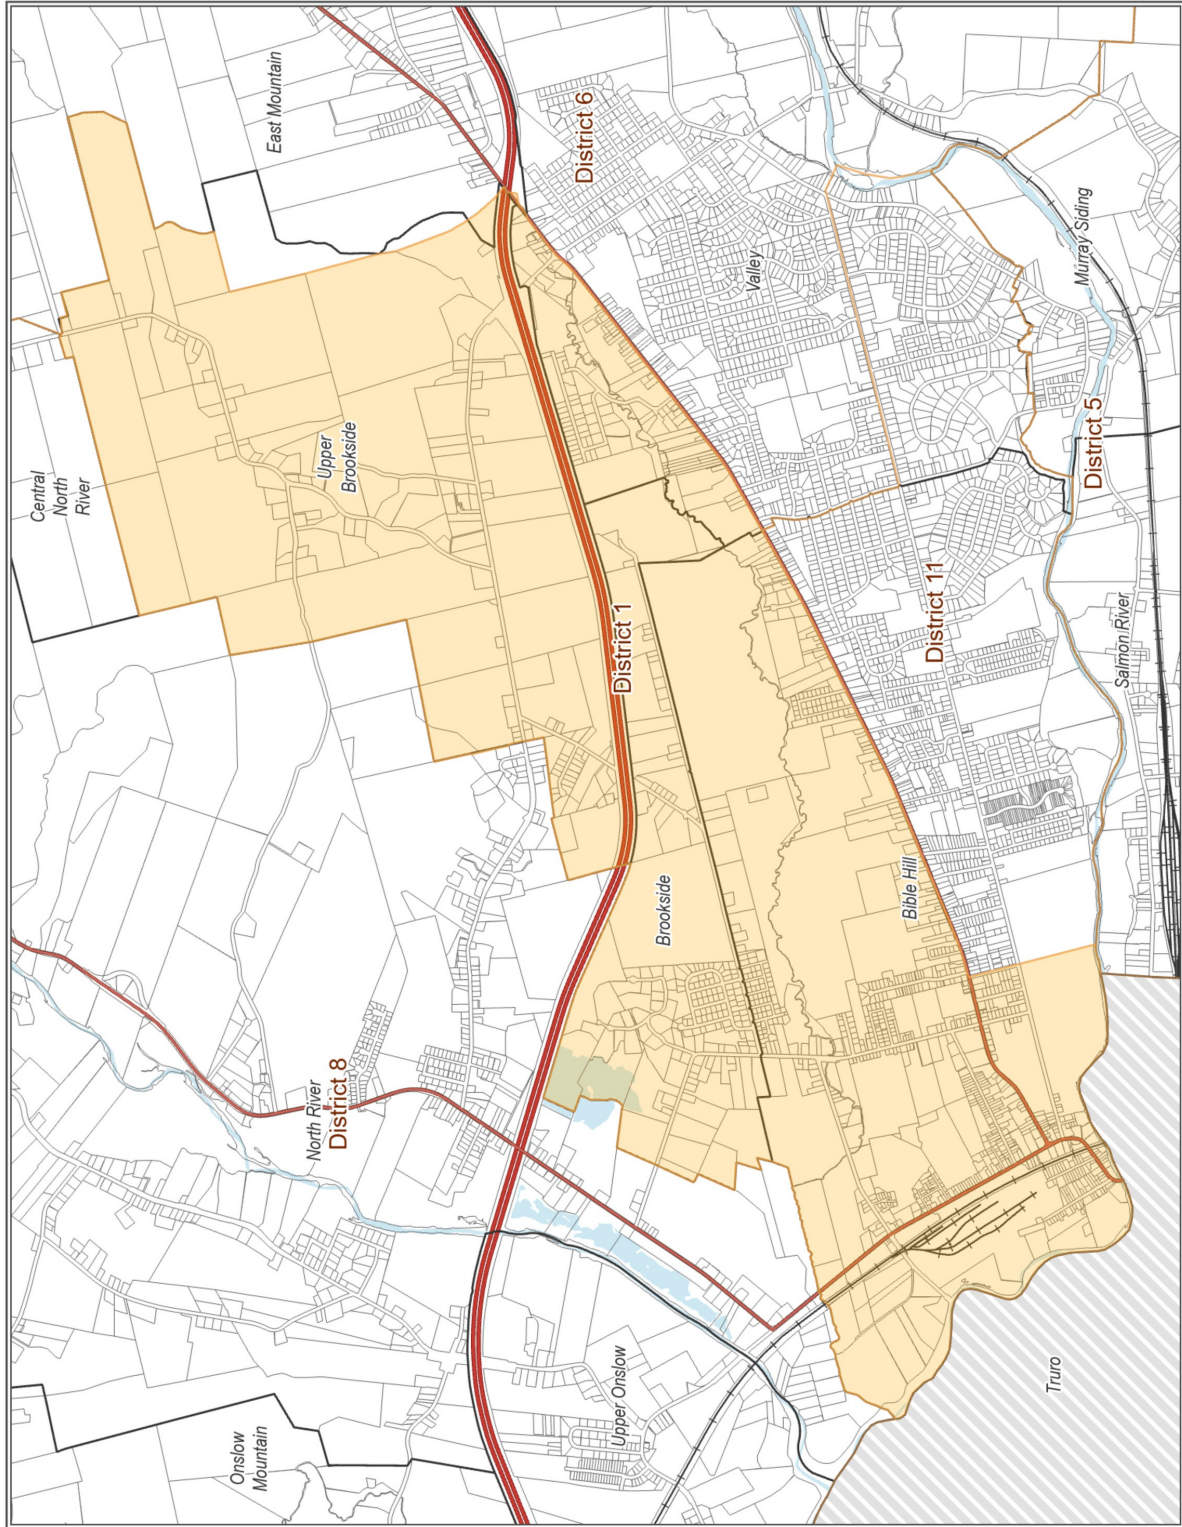 Onslow
Mountain
Upper Onslow
Truro
North River
District 8
Brookside
Bible Hill
Central
North
River
Upper
Brookside
District 1
District 11
Salmon River
East Mountain
District 6
Valley
District 5
Murray Siding